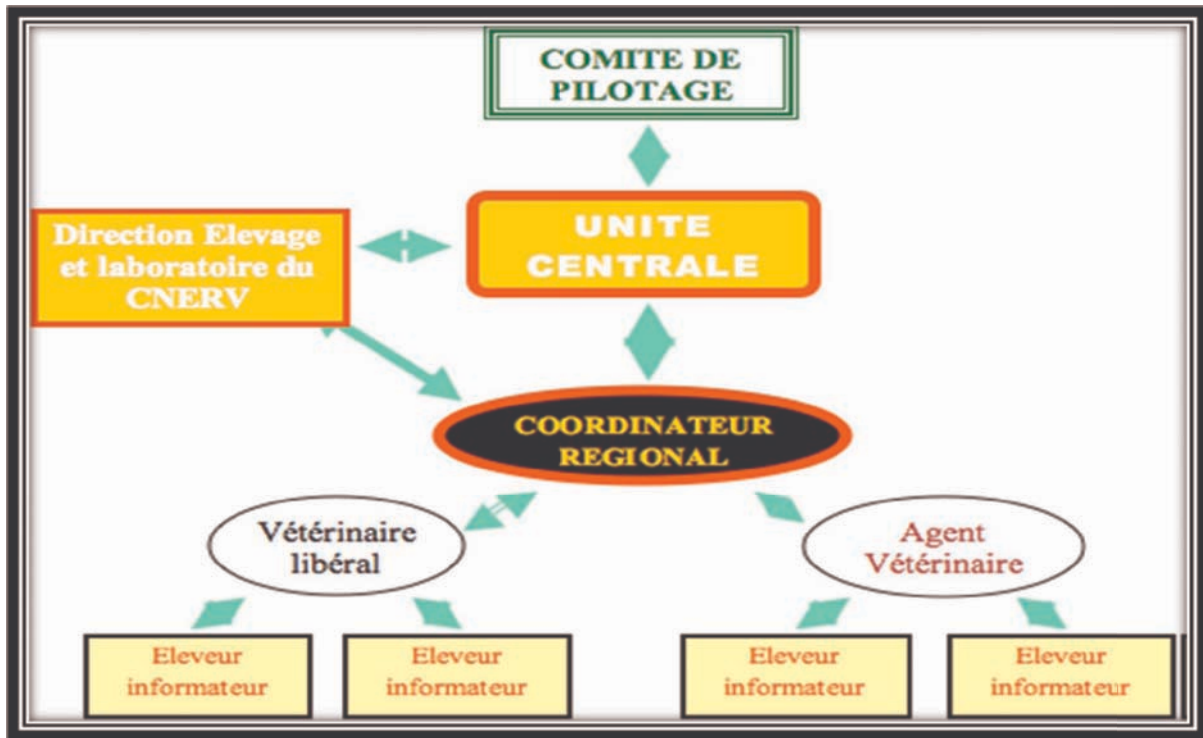 COMITE DE
PILOTAGE
Direction Elevage
et laboratoire du
CNERV
UNITE
CENTRALE
COORDINATEUR
REGIONAL
Vétérinaire
libéral
Agent
Vétérinaire
Eleveur
informateur
Eleveur
informateur
Eleveur
informateur
Eleveur
informateur